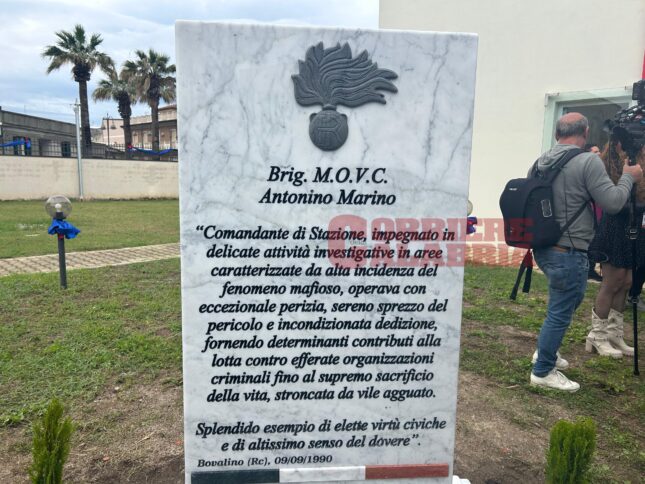 Brig. M.O.V.C.
Antonino Marino
"Comandante di Stazione, impegnato in
delicate attività investigative in aree
caratterizzate da alta incidenza del
fenomeno mafioso, operava con
eccezionale perizia, sereno sprezzo del
pericolo e incondizionata dedizione,
fornendo determinanti contributi alla
lotta contro efferate organizzazioni
criminali fino al supremo sacrificio
della vita, stroncata da vile agguato.
Splendido esempio di elette virtù civiche
e di altissimo senso del dovere".
Bovalino (Rc), 09/09/1990
CORRIERE
CALABRIA